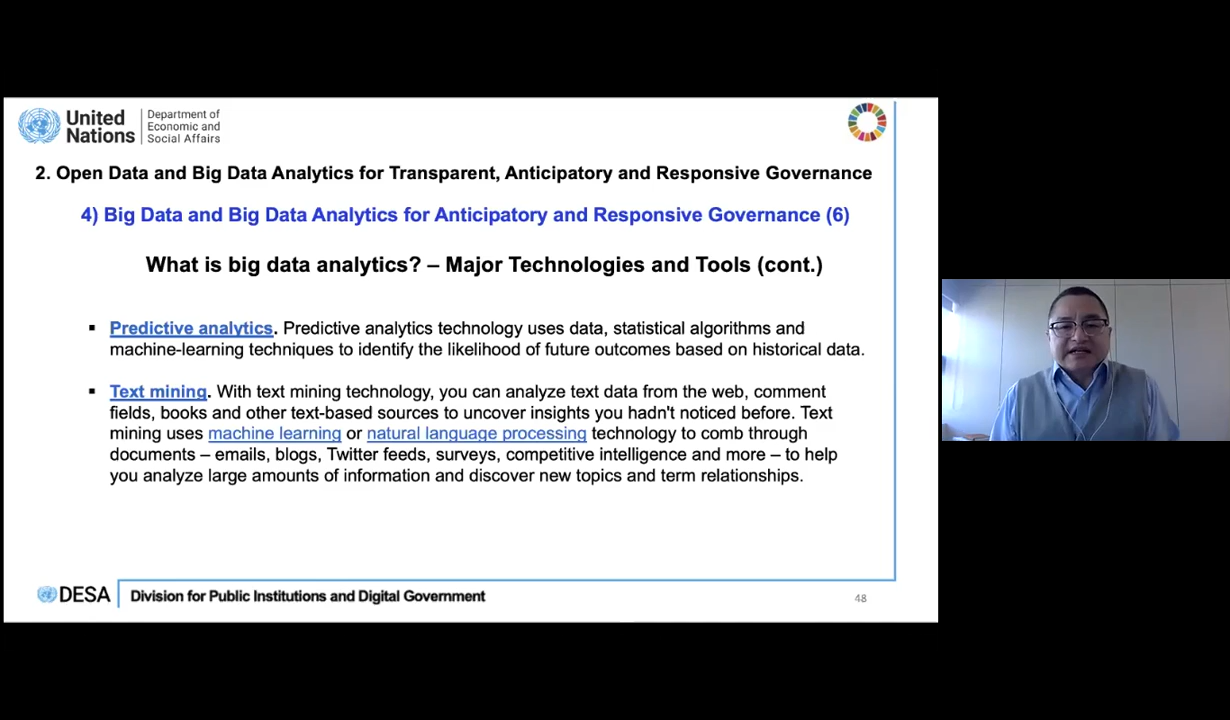 United
Nations
Department of
Economic and
Social Affairs
2. Open Data and Big Data Analytics for Transparent, Anticipatory and Responsive Governance
4) Big Data and Big Data Analytics for Anticipatory and Responsive Governance (6)
What is big data analytics? – Major Technologies and Tools (cont.)
▪ Predictive analytics. Predictive analytics technology uses data, statistical algorithms and
machine-learning techniques to identify the likelihood of future outcomes based on historical data.
▪ Text mining. With text mining technology, you can analyze text data from the web, comment
fields, books and other text-based sources to uncover insights you hadn't noticed before. Text
mining uses machine learning or natural language processing technology to comb through
documents – emails, blogs, Twitter feeds, surveys, competitive intelligence and more – to help
you analyze large amounts of information and discover new topics and term relationships.
DESA
Division for Public Institutions and Digital Government
48